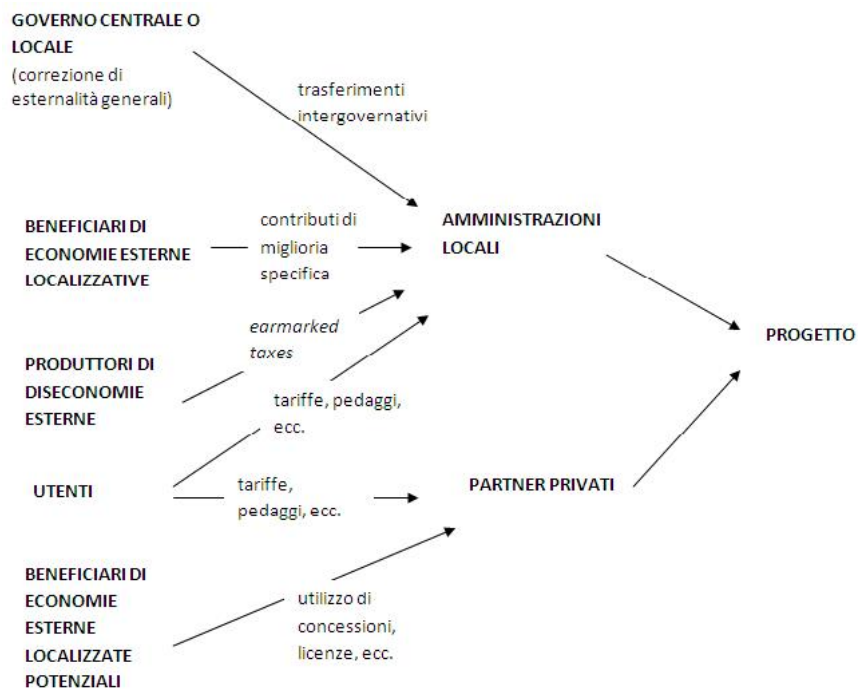 GOVERNO CENTRALE O
LOCALE
(correzione di
esternalità generali)
trasferimenti
intergovernativi
BENEFICIARI DI
ECONOMIE ESTERNE
LOCALIZZATIVE
contributi di
miglioria
specifica
AMMINISTRAZIONI
LOCALI
earmarked
taxes
PROGETTO
PRODUTTORI DI
DISECONOMIE
ESTERNE
tariffe, pedaggi,
ecc.
UTENTI
tariffe,
pedaggi, ecc.
PARTNER PRIVATI
BENEFICIARI DI
ECONOMIE
ESTERNE
LOCALIZZATE
POTENZIALI
utilizzo di
concessioni,
licenze, ecc.